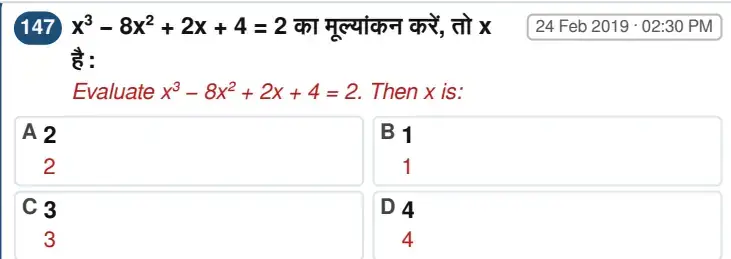 147 x³ – 8x² + 2x + 4 = 2 का मूल्यांकन करें, तो x 24 Feb 2019 · 02:30 PM
है :
Evaluate x³ – 8x² + 2x + 4 = 2. Then x is:
A 2 B 1
2 1
C 3 D 4
3 4